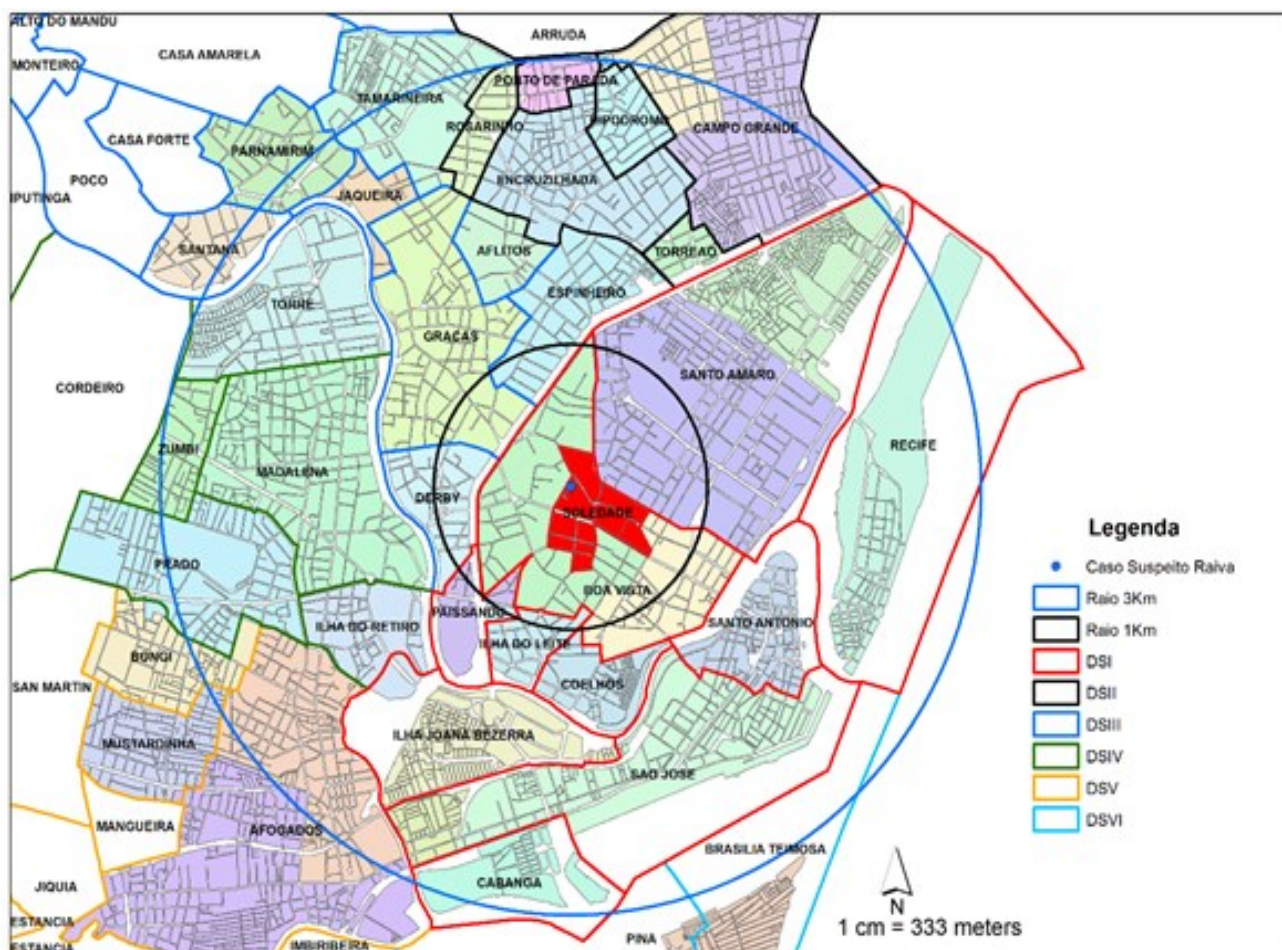 ALTO DO MANDU
ARRUDA
CASA AMARELA
MONTEIRO
PONTO DE PARADA
TAMARINEIRA
HIPODROMO
ROSARINHO
CAMPO GRANDE
CASA FORTE
PARNAMIRIM
POCO
ENCRUZILHADA
IPUTINGA
JAQUEIRA
SANTANA
AFLITOS
TORREAO
ESPINHEIRO
TORRE
GRACAS
SANTO AMARO
CORDEIRO
RECIFE
ZUMBI
MADALENA
DERBY
SOLEDADE
PRADO
BOA VISTA
PAISSANDU
ILHA DO RETIRO
SANTO ANTONIO
ILHA DO LEITE
BONGI
COELHOS
SAN MARTIN
ILHA JOANA BEZERRA
MUSTARDINHA
SAO JOSE
MANGUEIRA
AFOGADOS
BRASILIA TEIMOSA
JIQUIA
CABANGA
ESTANCIA
ESTANCIA
IMBIRIBEIRA
PINA
Legenda
Caso Suspeito Raiva
Raio 3Km
Raio 1Km
DSI
DSII
DSIII
DSIV
DSV
DSVI
N
1 cm = 333 meters